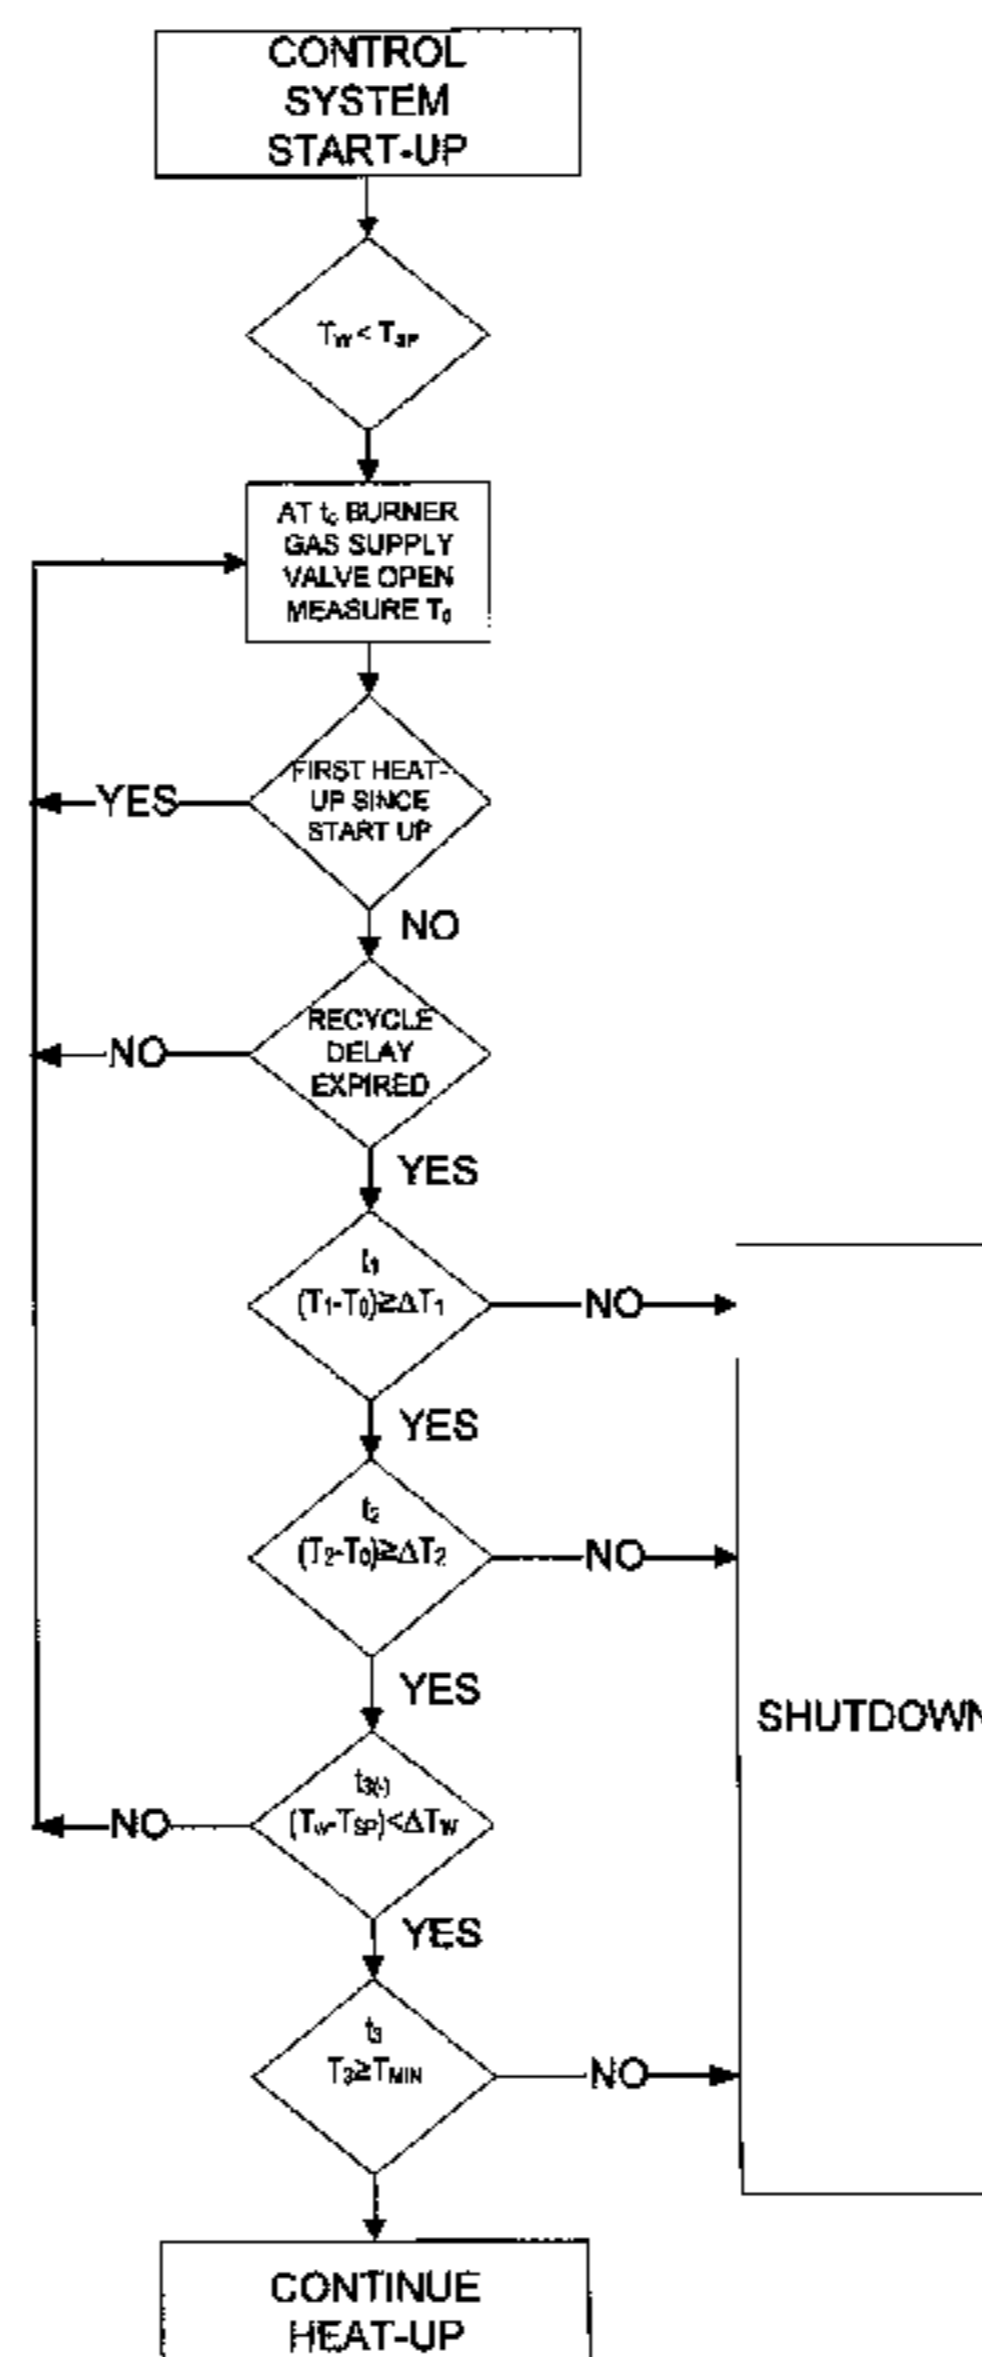 CONTROL
SYSTEM
START-UP
Tw < TSP
AT t0 BURNER
GAS SUPPLY
VALVE OPEN
MEASURE T0
FIRST HEAT-
UP SINCE
START UP
YES
NO
RECYCLE
DELAY
EXPIRED
NO
YES
t1
(T1-T0)≥ΔT1
NO
YES
t2
(T2-T0)≥ΔT2
NO
YES
SHUTDOWN
t3(-)
(Tw-TSP)<ΔTW
NO
YES
t3
T3≥TMIN
NO
CONTINUE
HEAT-UP